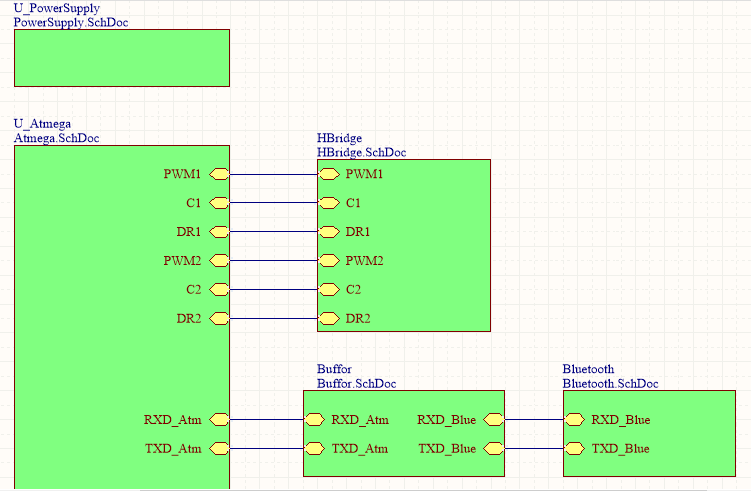 U_PowerSupply
PowerSupply.SchDoc
U_Atmega
Atmega.SchDoc
HBridge
HBridge.SchDoc
PWM1
PWM1
C1
C1
DR1
DR1
PWM2
PWM2
C2
C2
DR2
DR2
Buffor
Buffor.SchDoc
Bluetooth
Bluetooth.SchDoc
RXD_Atm
RXD_Atm
RXD_Blue
RXD_Blue
TXD_Atm
TXD_Atm
TXD_Blue
TXD_Blue